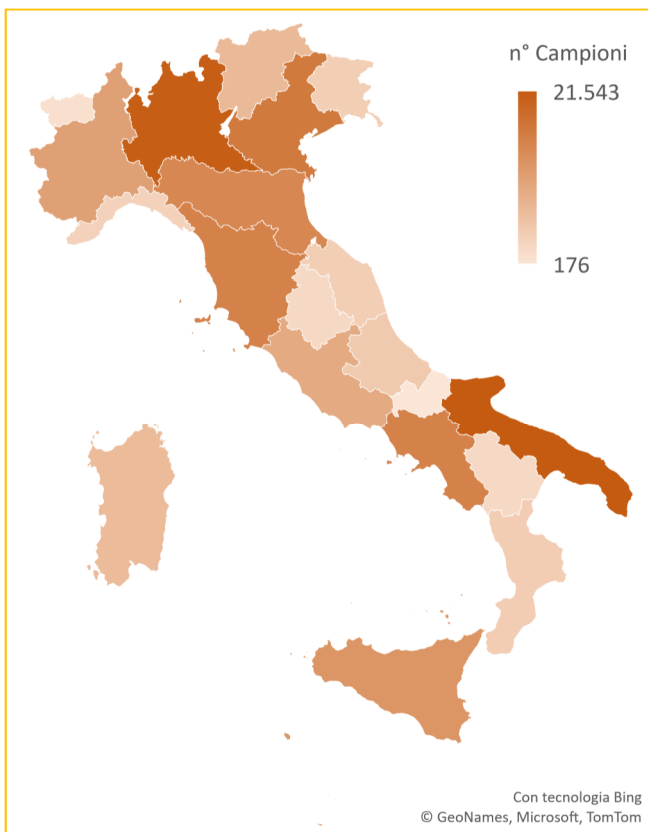 n° Campioni
21.543
176
Con tecnologia Bing
© GeoNames, Microsoft, TomTom